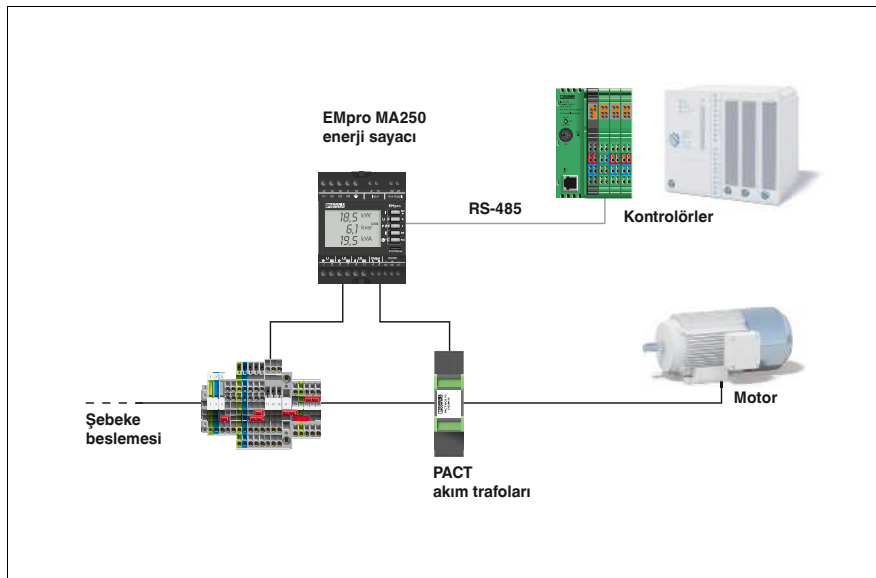 EMpro MA250
enerji sayacı
EMpro
18.5 kW
6,1 kvar
19.5 kVA
RS-485
Kontrolörler
Motor
Şebeke
beslemesi
PACT
akım trafoları